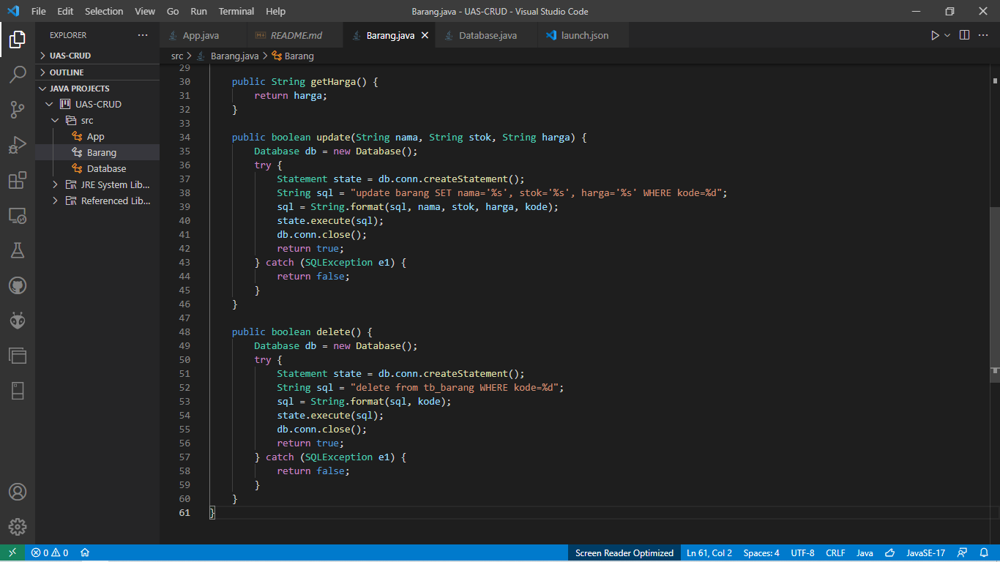 File Edit Selection View Go Run Terminal Help
Barang.java - UAS-CRUD - Visual Studio Code
EXPLORER
UAS-CRUD
OUTLINE
JAVA PROJECTS
UAS-CRUD
src
App
Barang
Database
JRE System Lib...
Referenced Lib...
App.java README.md Barang.java Database.java launch.json
src > Barang.java > Barang
29
30 public String getHarga() {
31 return harga;
32 }
33
34 public boolean update(String nama, String stok, String harga) {
35 Database db = new Database();
36 try {
37 Statement state = db.conn.createStatement();
38 String sql = "update barang SET nama='%s', stok='%s', harga='%s' WHERE kode=%d";
39 sql = String.format(sql, nama, stok, harga, kode);
40 state.execute(sql);
41 db.conn.close();
42 return true;
43 } catch (SQLException e1) {
44 return false;
45 }
46 }
47
48 public boolean delete() {
49 Database db = new Database();
50 try {
51 Statement state = db.conn.createStatement();
52 String sql = "delete from tb_barang WHERE kode=%d";
53 sql = String.format(sql, kode);
54 state.execute(sql);
55 db.conn.close();
56 return true;
57 } catch (SQLException e1) {
58 return false;
59 }
60 }
61 }
0 0
Screen Reader Optimized Ln 61, Col 2 Spaces: 4 UTF-8 CRLF Java JavaSE-17